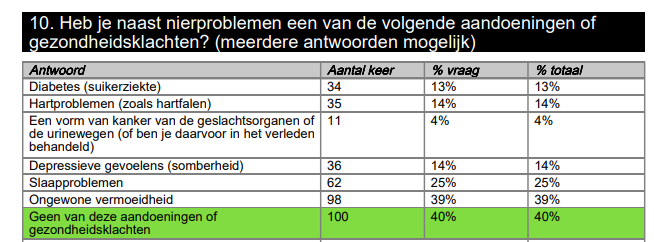 10. Heb je naast nierproblemen een van de volgende aandoeningen of
gezondheidsklachten? (meerdere antwoorden mogelijk)
Antwoord Aantal keer % vraag % totaal
Diabetes (suikerziekte) 34 13% 13%
Hartproblemen (zoals hartfalen) 35 14% 14%
Een vorm van kanker van de geslachtsorganen of 11 4% 4%
de urinewegen (of ben je daarvoor in het verleden
behandeld)
Depressieve gevoelens (somberheid) 36 14% 14%
Slaapproblemen 62 25% 25%
Ongewone vermoeidheid 98 39% 39%
Geen van deze aandoeningen of 100 40% 40%
gezondheidsklachten